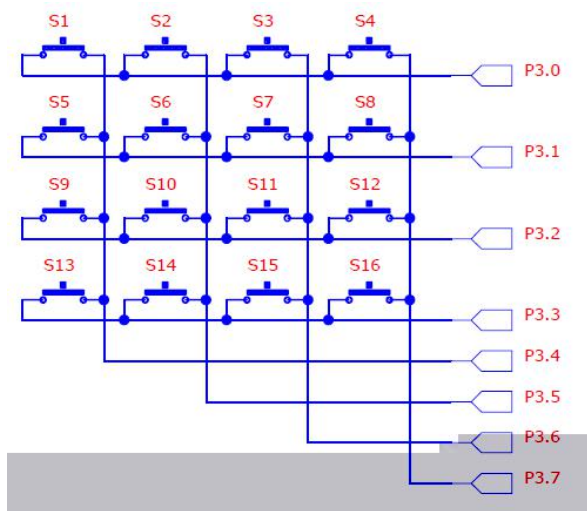 S1 S2 S3 S4
P3.0
S5 S6 S7 S8
P3.1
S9 S10 S11 S12
P3.2
S13 S14 S15 S16
P3.3
P3.4
P3.5
P3.6
P3.7